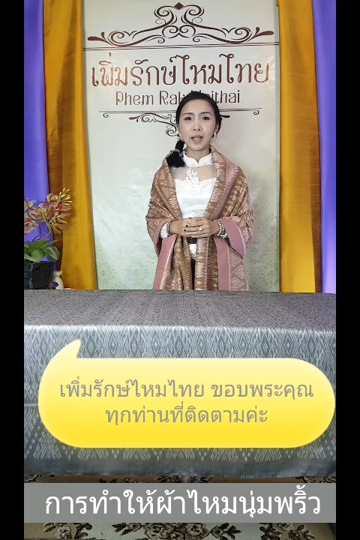 เพิ่มรักษ์ไหมไทย
Phem Rak
ithai
เพิ่มรักษ์ไหมไทย ขอบพระคุณ
ทุกท่านที่ติดตามค่ะ
การทำให้ผ้าไหมนุ่มพริ้ว